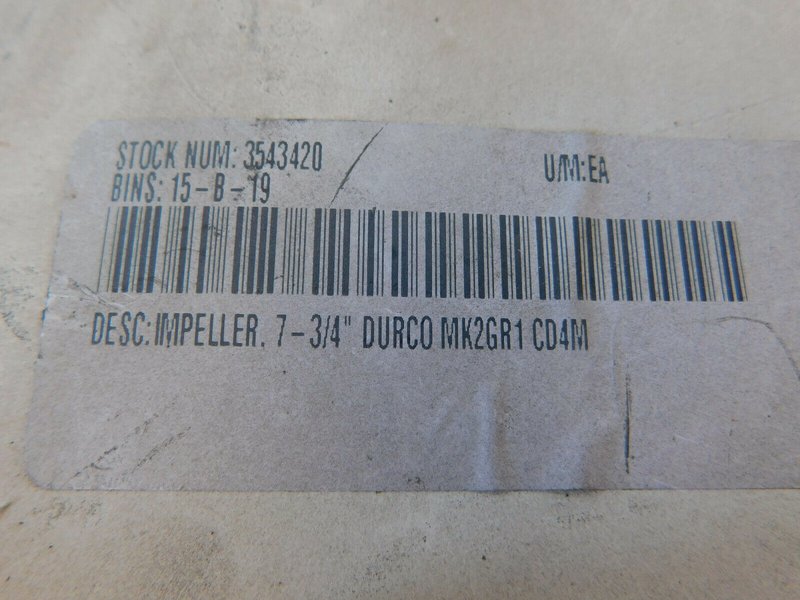 STOCK NUM: 3543420 U/M:EA
BINS: 15-B-19
DESC:IMPELLER. 7-3/4" DURCO MK2GR1 CD4M